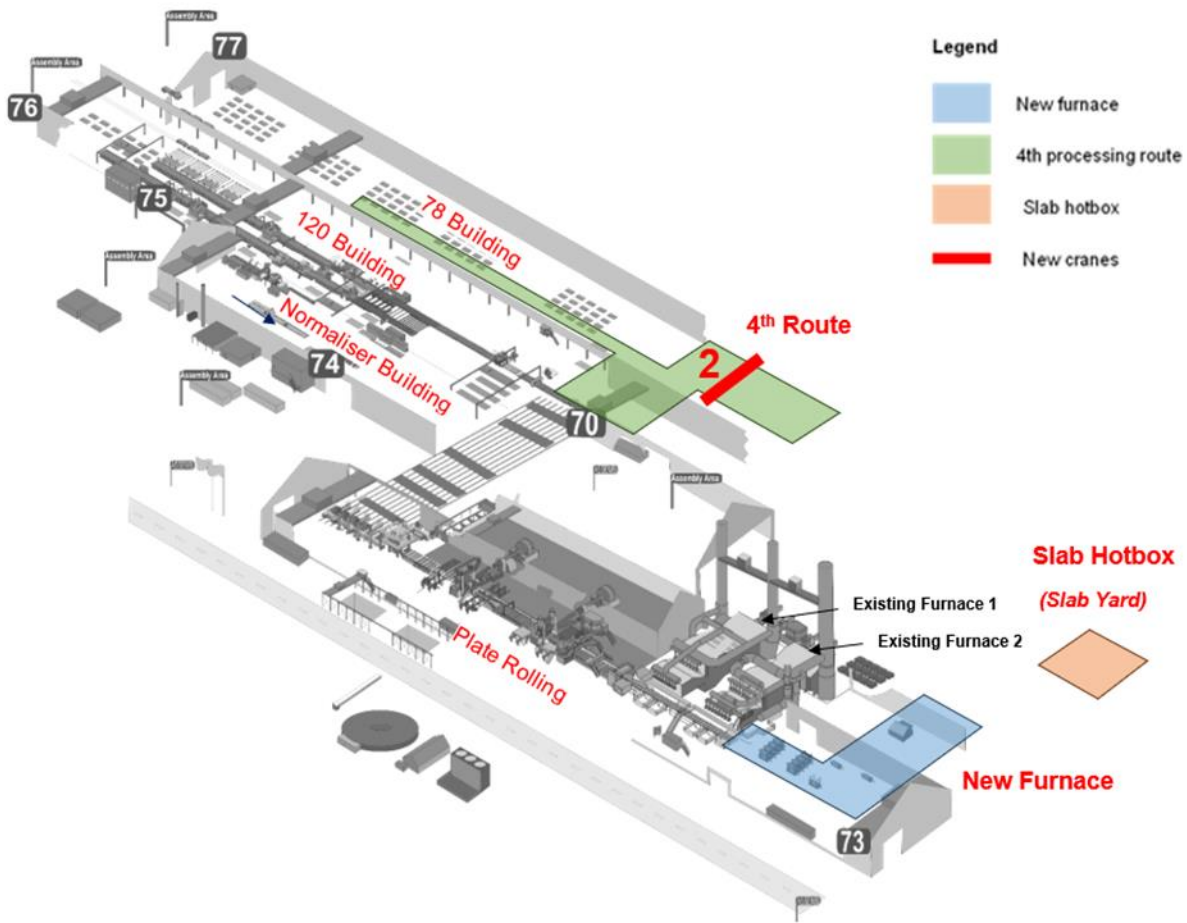 Assembly Area
77
Assembly Area
76
Legend
New furnace
4th processing route
Slab hotbox
New cranes
75
78 Building
120 Building
Assembly Area
Normaliser Building
4th Route
2
74
Assembly Area
70
Assembly Area
Slab Hotbox
(Slab Yard)
Existing Furnace 1
Existing Furnace 2
Plate Rolling
New Furnace
73